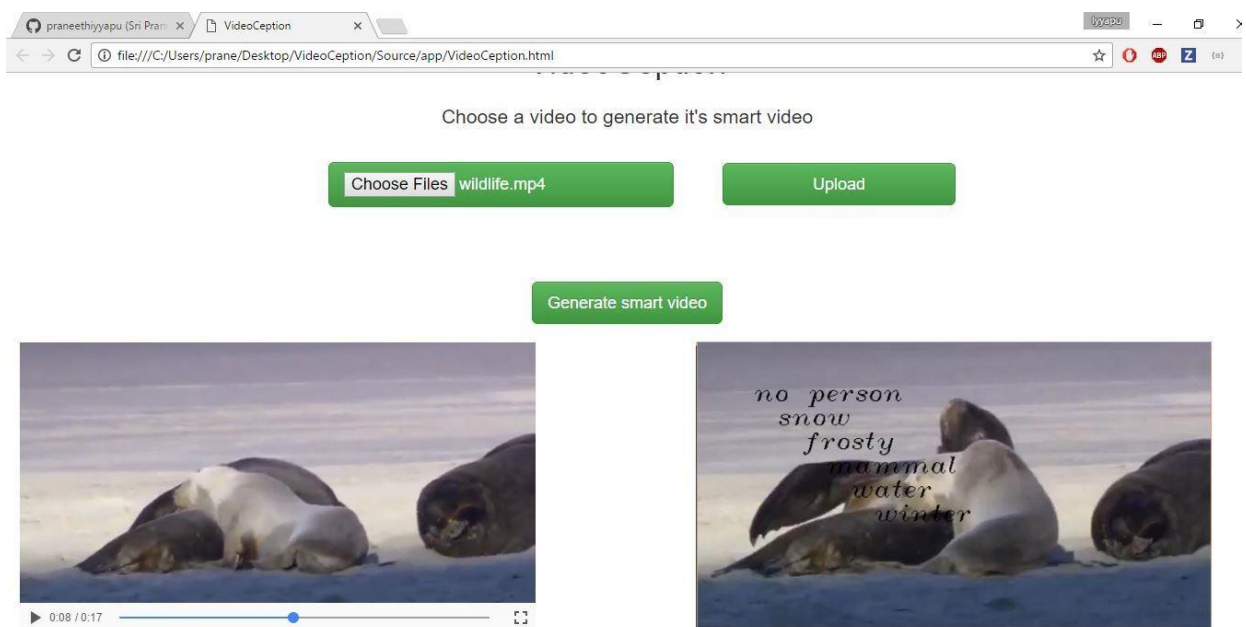 praneethiyyapu (Sri Pran
VideoCeption
Iyyapu
file:///C:/Users/prane/Desktop/VideoCeption/Source/app/VideoCeption.html
ABP
Z
{n}
VideoCeption
Choose a video to generate it's smart video
Choose Files wildlife.mp4
Upload
Generate smart video
no person
snow
frosty
mammal
water
winter
0:08 / 0:17